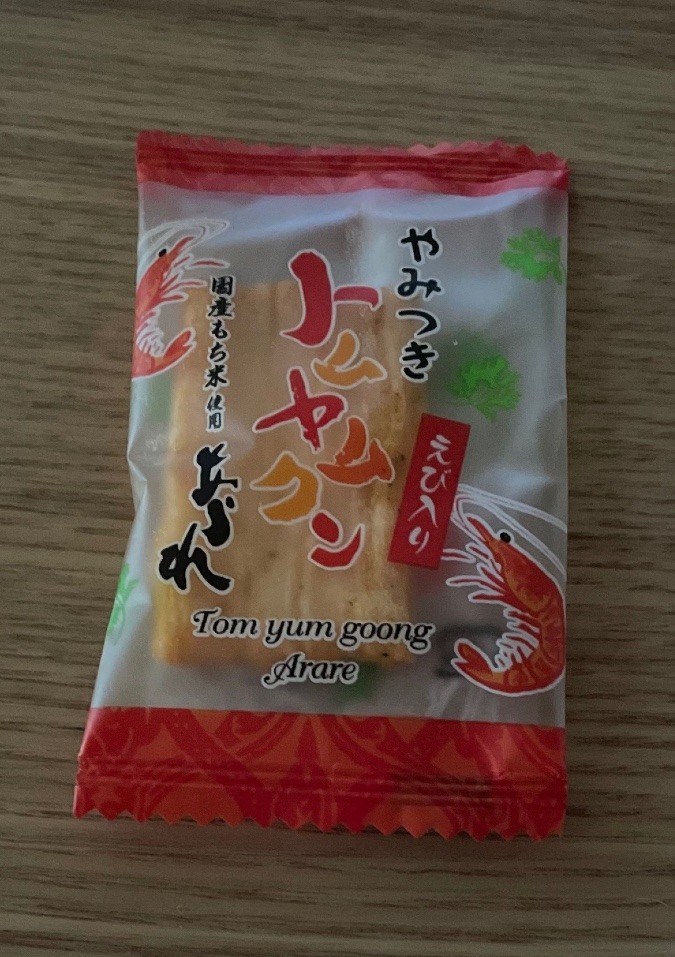 やみつき
トムヤムクン
えび入り
国産もち米使用
あられ
Tom yum goong
Arare